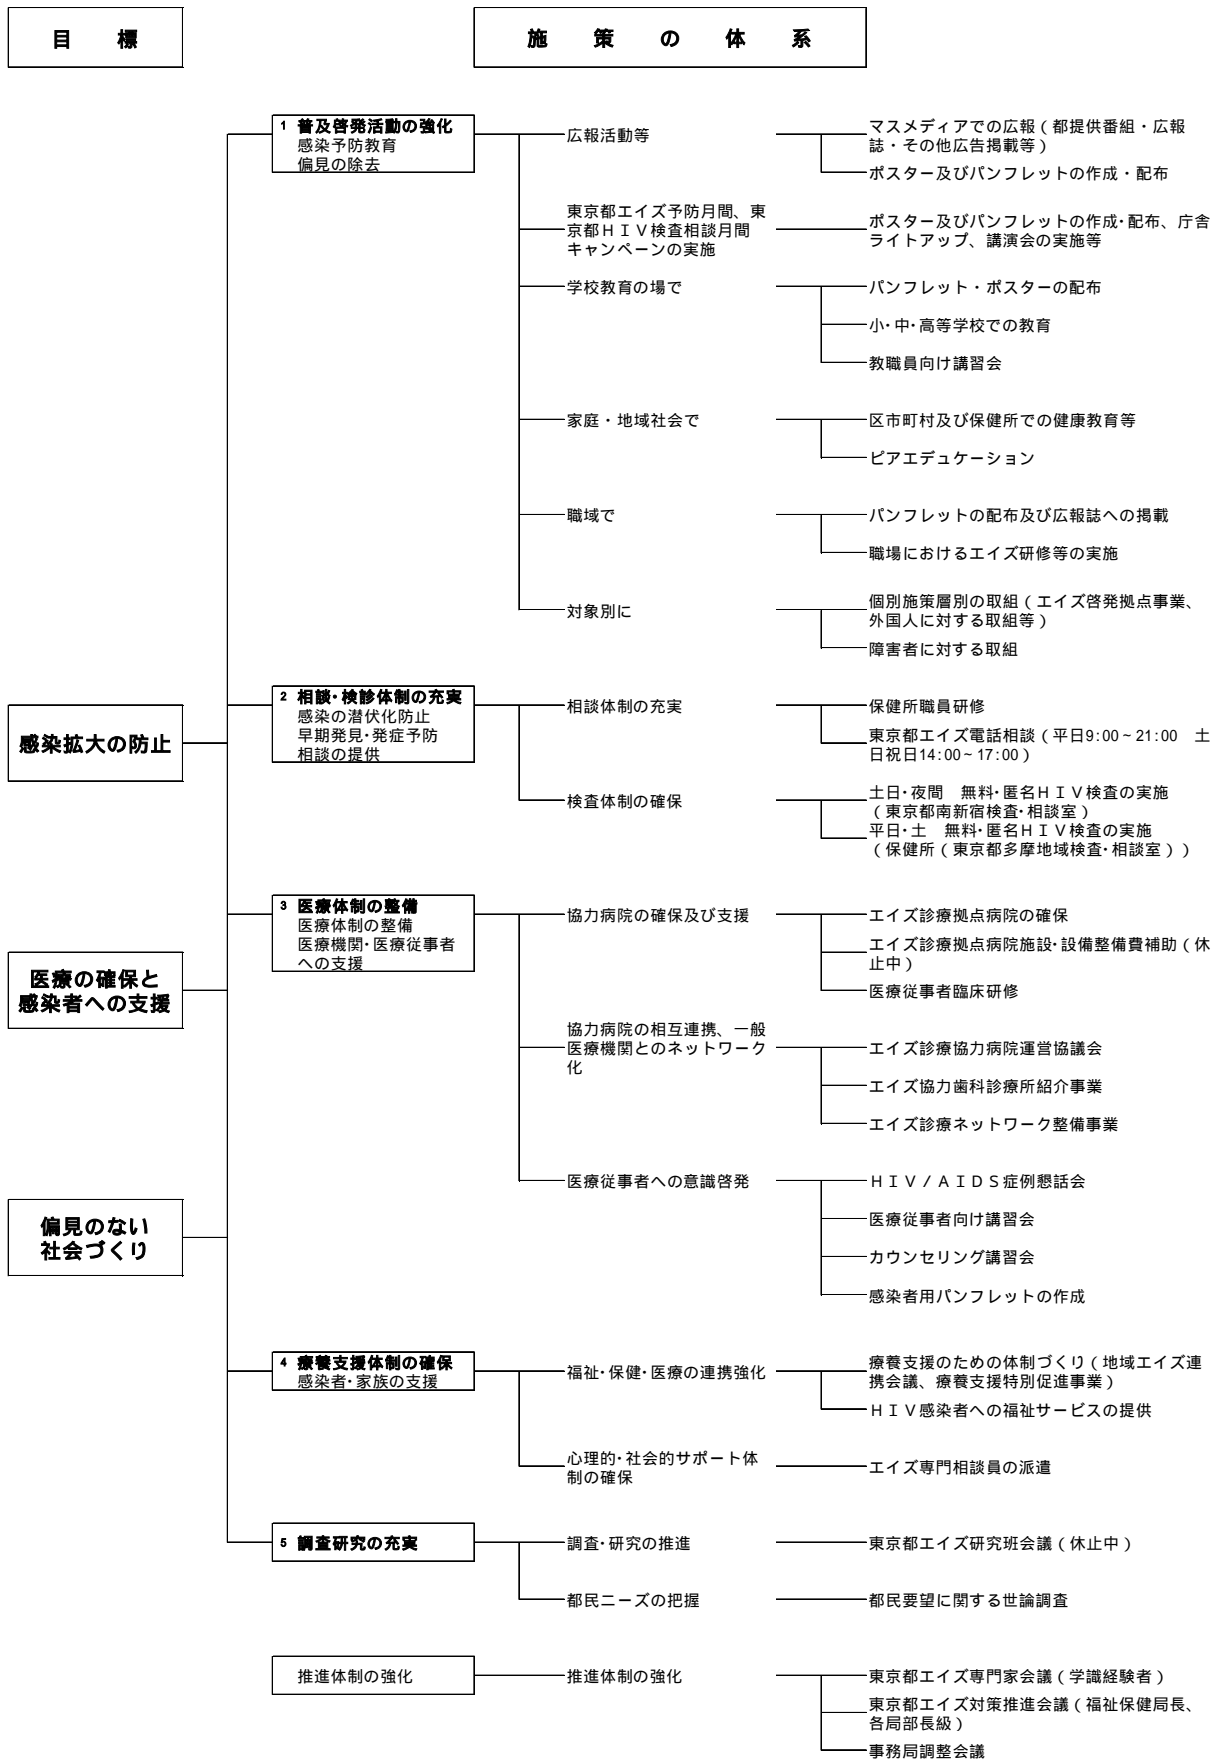 目　標
施　策　の　体　系
感染拡大の防止
医療の確保と
感染者への支援
偏見のない
社会づくり
1 普及啓発活動の強化
感染予防教育
偏見の除去
広報活動等
マスメディアでの広報（都提供番組・広報
誌・その他広告掲載等）
ポスター及びパンフレットの作成・配布
東京都エイズ予防月間、東
京都ＨＩＶ検査相談月間
キャンペーンの実施
ポスター及びパンフレットの作成・配布、庁舎
ライトアップ、講演会の実施等
学校教育の場で
パンフレット・ポスターの配布
小・中・高等学校での教育
教職員向け講習会
家庭・地域社会で
区市町村及び保健所での健康教育等
ピアエデュケーション
職域で
パンフレットの配布及び広報誌への掲載
職場におけるエイズ研修等の実施
対象別に
個別施策層別の取組（エイズ啓発拠点事業、
外国人に対する取組等）
障害者に対する取組
2 相談・検診体制の充実
感染の潜伏化防止
早期発見・発症予防
相談の提供
相談体制の充実
保健所職員研修
東京都エイズ電話相談（平日9:00～21:00　土
日祝日14:00～17:00）
検査体制の確保
土日・夜間　無料・匿名ＨＩＶ検査の実施
（東京都南新宿検査・相談室）
平日・土　無料・匿名ＨＩＶ検査の実施
（保健所（東京都多摩地域検査・相談室））
3 医療体制の整備
医療体制の整備
医療機関・医療従事者
への支援
協力病院の確保及び支援
エイズ診療拠点病院の確保
エイズ診療拠点病院施設・設備整備費補助（休
止中）
医療従事者臨床研修
協力病院の相互連携、一般
医療機関とのネットワーク
化
エイズ診療協力病院運営協議会
エイズ協力歯科診療所紹介事業
エイズ診療ネットワーク整備事業
医療従事者への意識啓発
ＨＩＶ／ＡＩＤＳ症例懇話会
医療従事者向け講習会
カウンセリング講習会
感染者用パンフレットの作成
4 療養支援体制の確保
感染者・家族の支援
福祉・保健・医療の連携強化
療養支援のための体制づくり（地域エイズ連
携会議、療養支援特別促進事業）
ＨＩＶ感染者への福祉サービスの提供
心理的・社会的サポート体
制の確保
エイズ専門相談員の派遣
5 調査研究の充実
調査・研究の推進
東京都エイズ研究班会議（休止中）
都民ニーズの把握
都民要望に関する世論調査
推進体制の強化
推進体制の強化
東京都エイズ専門家会議（学識経験者）
東京都エイズ対策推進会議（福祉保健局長、
各局部長級）
事務局調整会議